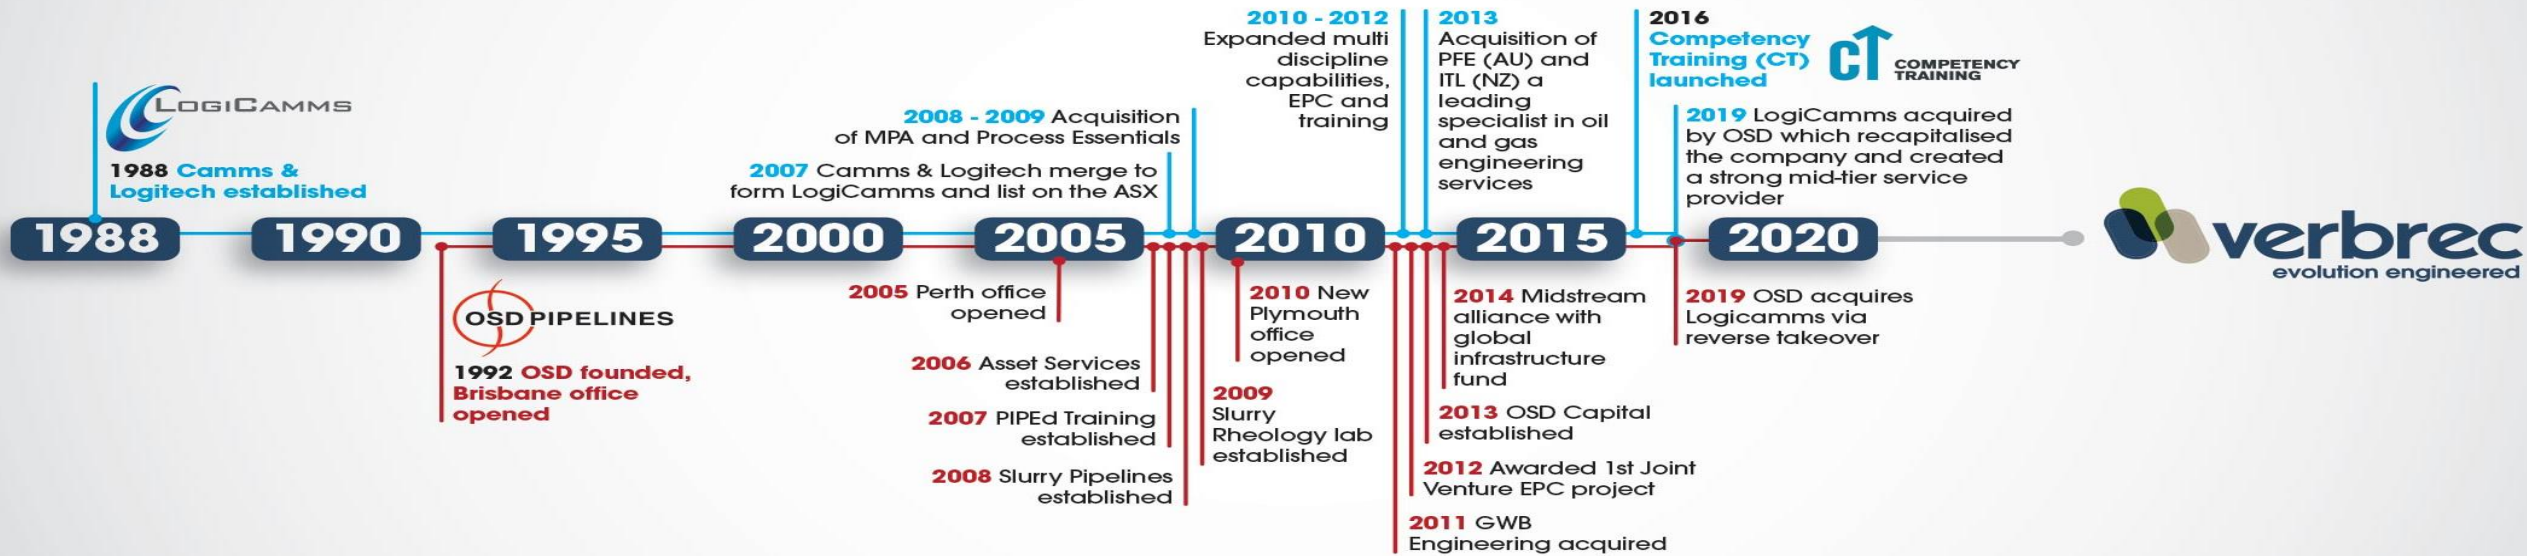 LOGICAMMS
1988 Camms &
Logitech established
2007 Camms & Logitech merge to
form LogiCamms and list on the ASX
2008 - 2009 Acquisition
of MPA and Process Essentials
2010 - 2012
Expanded multi
discipline
capabilities,
EPC and
training
2013
Acquisition of
PFE (AU) and
ITL (NZ) a
leading
specialist in oil
and gas
engineering
services
2016
Competency
Training (CT)
launched
CT COMPETENCY
TRAINING
2019 LogiCamms acquired
by OSD which recapitalised
the company and created
a strong mid-tier service
provider
1988 1990 1995 2000 2005 2010 2015 2020
verbrec
evolution engineered
OSD PIPELINES
1992 OSD founded,
Brisbane office
opened
2005 Perth office
opened
2006 Asset Services
established
2007 PIPEd Training
established
2008 Slurry Pipelines
established
2009
Slurry
Rheology lab
established
2010 New
Plymouth
office
opened
2011 GWB
Engineering acquired
2012 Awarded 1st Joint
Venture EPC project
2013 OSD Capital
established
2014 Midstream
alliance with
global
infrastructure
fund
2019 OSD acquires
Logicamms via
reverse takeover